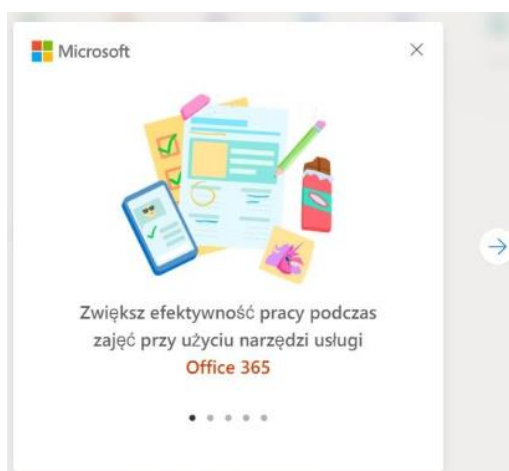 Microsoft
Zwiększ efektywność pracy podczas
zajęć przy użyciu narzędzi usługi
Office 365